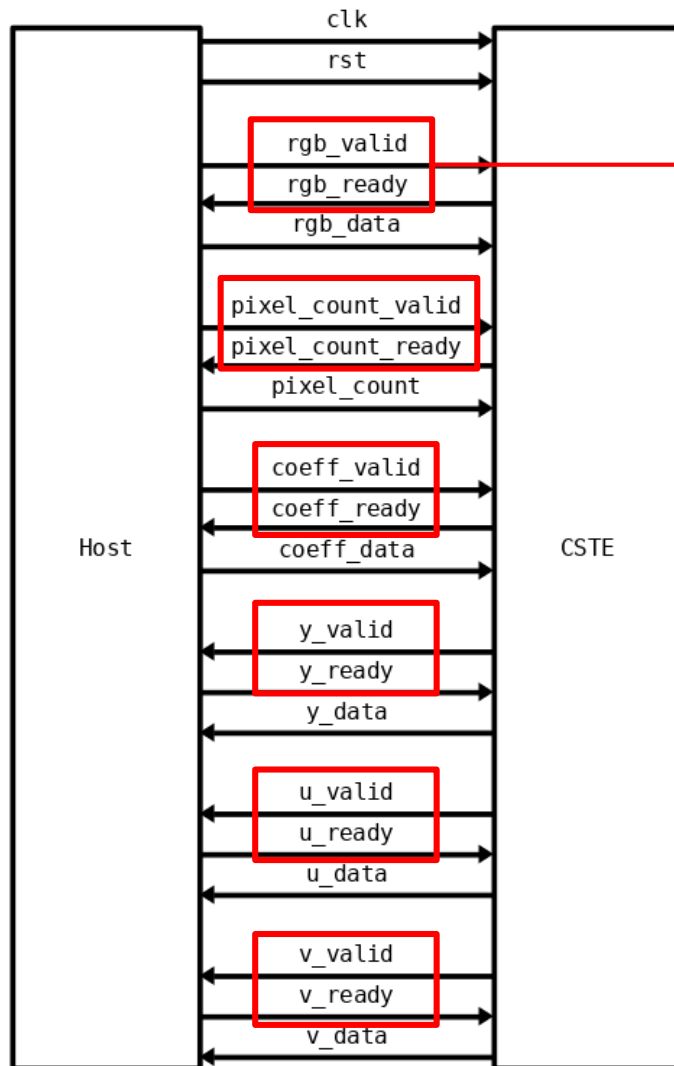 clk
rst
rgb_valid
rgb_ready
rgb_data
pixel_count_valid
pixel_count_ready
pixel_count
coeff_valid
coeff_ready
Host
coeff_data
CSTE
y_valid
y_ready
y_data
u_valid
u_ready
u_data
v_valid
v_ready
v_data